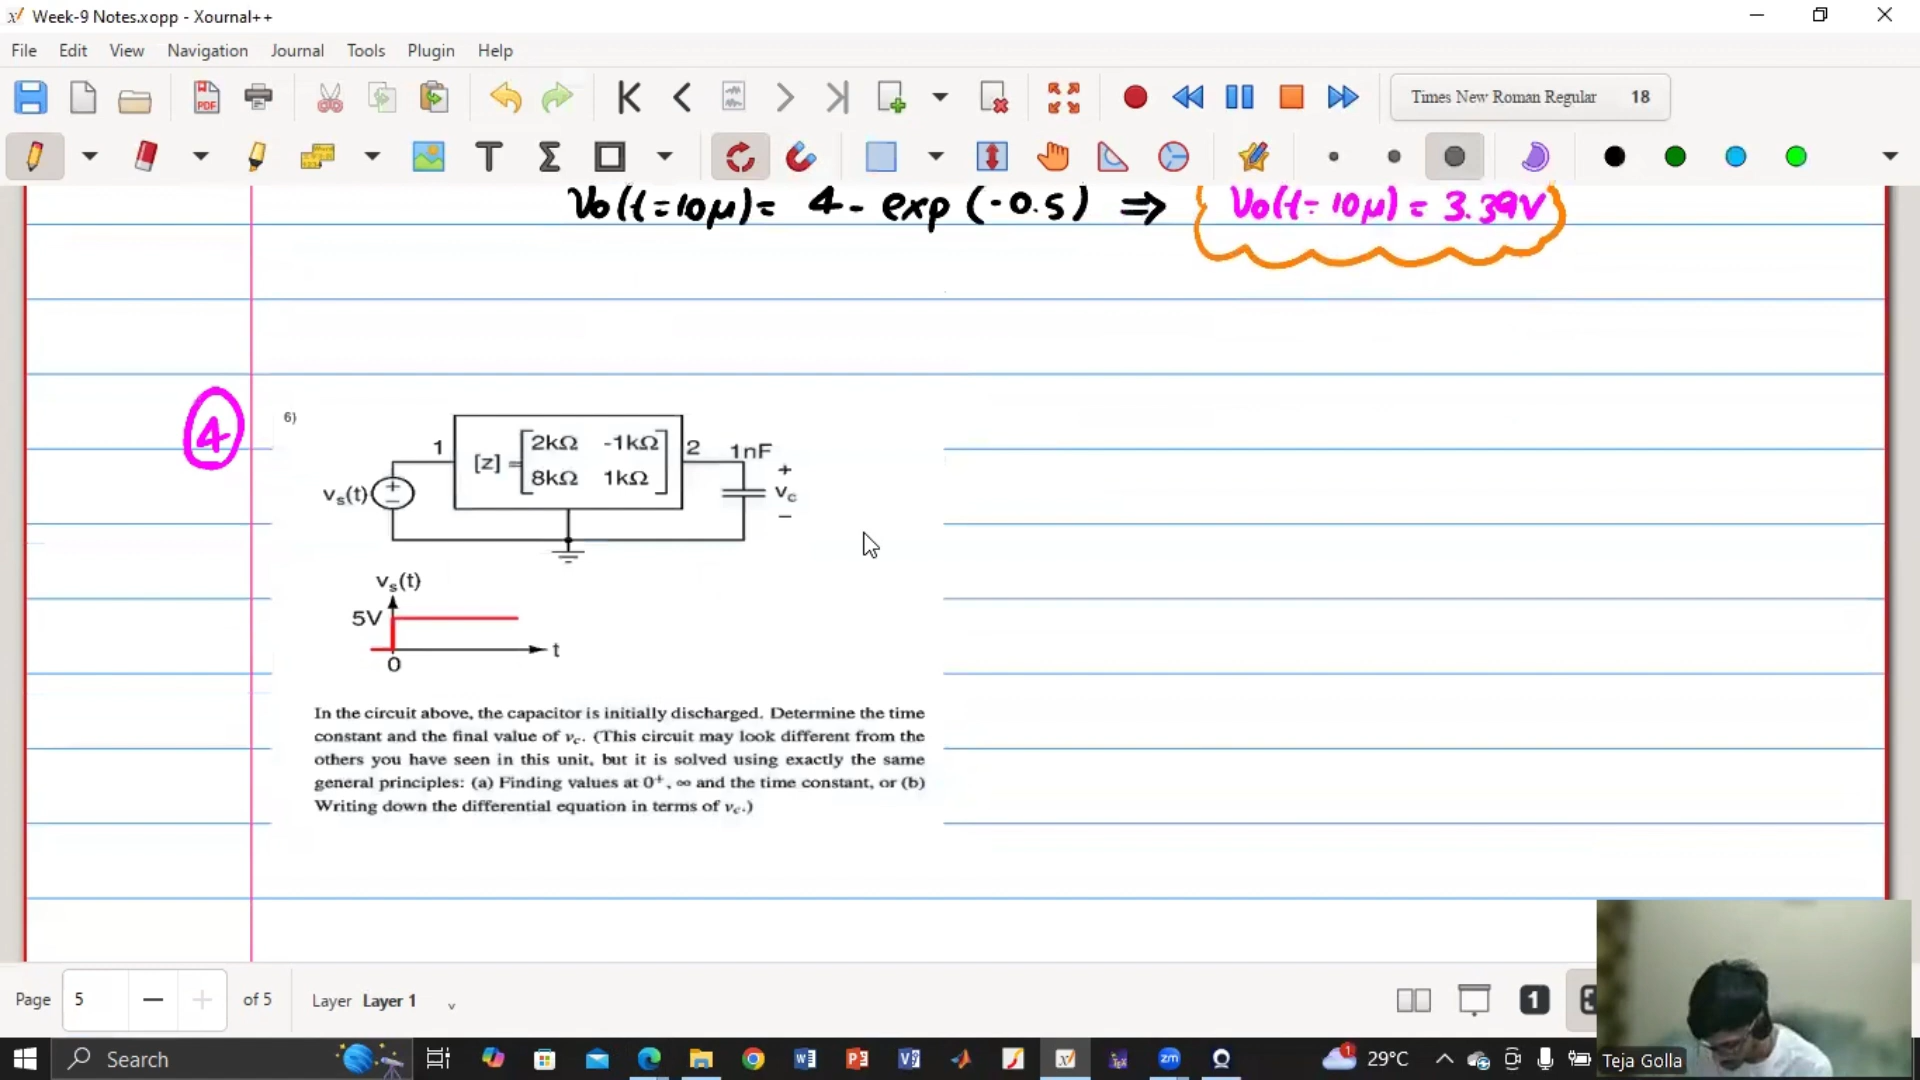 Week-9 Notes.xopp - Xournal++
File Edit View Navigation Journal Tools Plugin Help
PDF
Times New Roman Regular 18
Vo(t=10μ)= 4 - exp(-0.5) ⇒ Vo(t=10μ) = 3.39V
4
6)
1 [z] = [2kΩ -1kΩ 2 1nF
8kΩ 1kΩ]
vs(t) + − + vc −
vs(t)
5V
0 t
In the circuit above, the capacitor is initially discharged. Determine the time
constant and the final value of vc. (This circuit may look different from the
others you have seen in this unit, but it is solved using exactly the same
general principles: (a) Finding values at 0⁺, ∞ and the time constant, or (b)
Writing down the differential equation in terms of vc.)
Page 5 of 5 Layer Layer 1
1
Search
29°C
Teja Golla